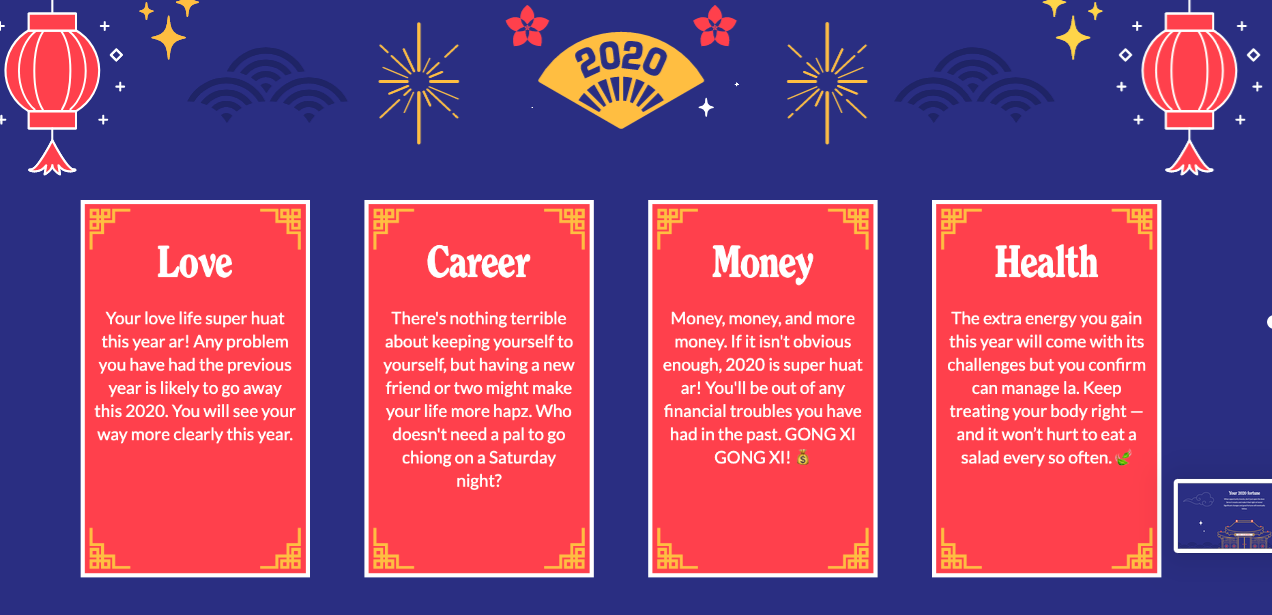 2020
Love
Your love life super huat
this year ar! Any problem
you have had the previous
year is likely to go away
this 2020. You will see your
way more clearly this year.
Career
There's nothing terrible
about keeping yourself to
yourself, but having a new
friend or two might make
your life more hapz. Who
doesn't need a pal to go
chiong on a Saturday
night?
Money
Money, money, and more
money. If it isn't obvious
enough, 2020 is super huat
ar! You'll be out of any
financial troubles you have
had in the past. GONG XI
GONG XI! 💰
Health
The extra energy you gain
this year will come with its
challenges but you confirm
can manage la. Keep
treating your body right —
and it won’t hurt to eat a
salad every so often. 🌿
Your 2020 fortune